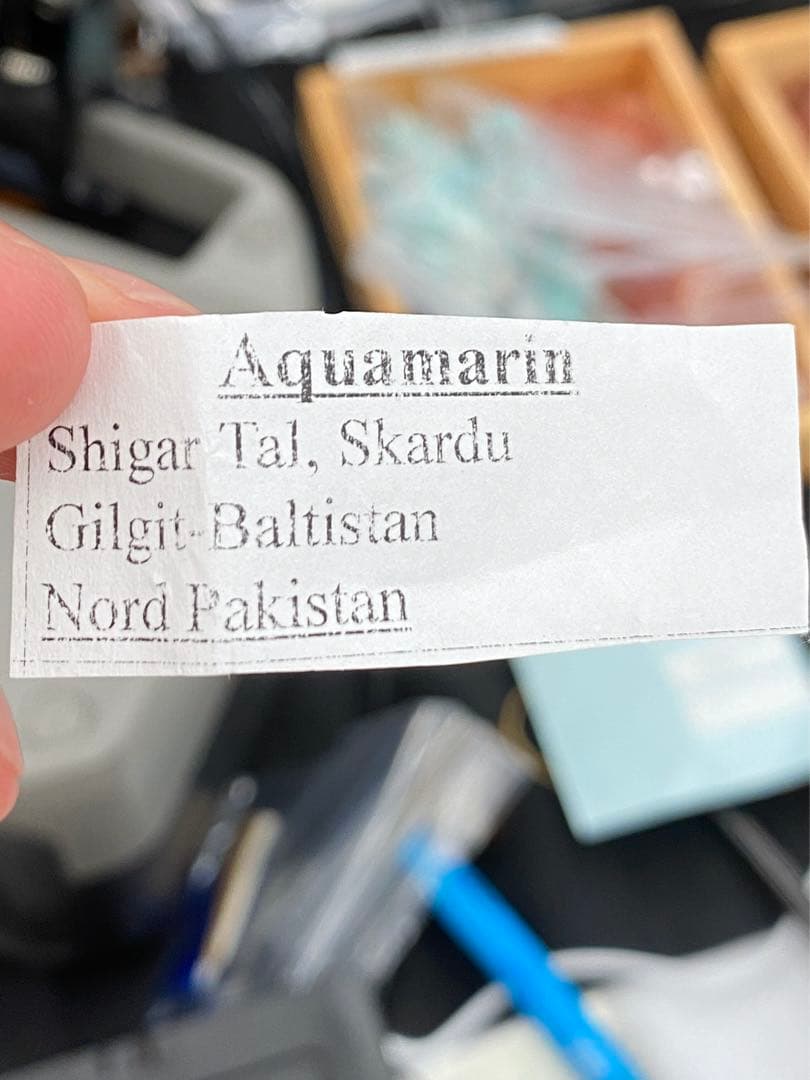 Aquamarin
Shigar Tal, Skardu
Gilgit-Baltistan
Nord Pakistan